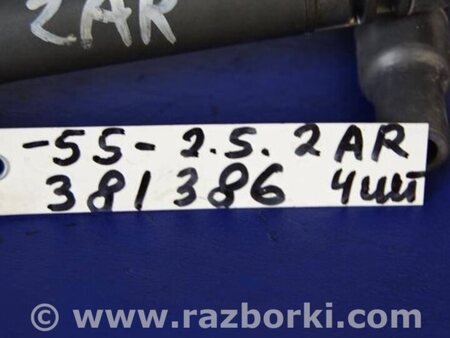 2AR
-55- 2.5. 2AR
381386 4шт
© www.razborki.com